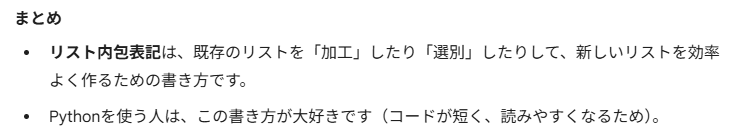 まとめ
• リスト内包表記は、既存のリストを「加工」したり「選別」したりして、新しいリストを効率
よく作るための書き方です。
• Pythonを使う人は、この書き方が大好きです（コードが短く、読みやすくなるため）。